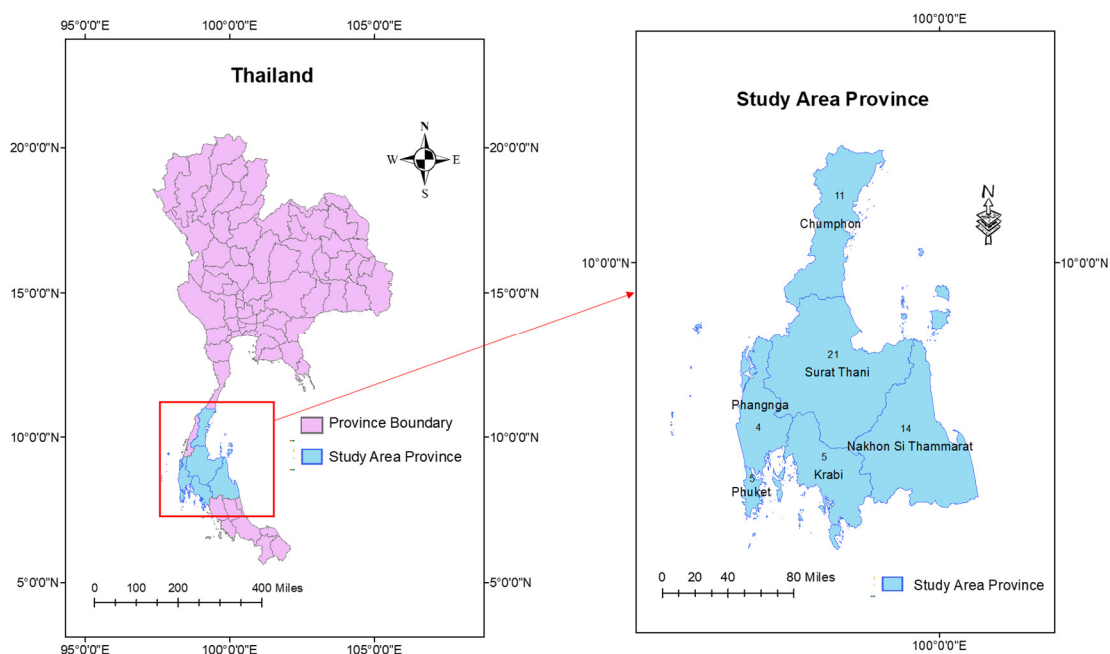 95°0'0"E 100°0'0"E 105°0'0"E
Thailand
N
W E
S
20°0'0"N 20°0'0"N
15°0'0"N 15°0'0"N
10°0'0"N 10°0'0"N
5°0'0"N 5°0'0"N
Province Boundary
Study Area Province
0 100 200 400 Miles
95°0'0"E 100°0'0"E 105°0'0"E
100°0'0"E
Study Area Province
N
11
Chumphon
10°0'0"N 10°0'0"N
21
Surat Thani
Phangnga
4
14
Nakhon Si Thammarat
5
Krabi
5
Phuket
0 20 40 80 Miles
Study Area Province
100°0'0"E